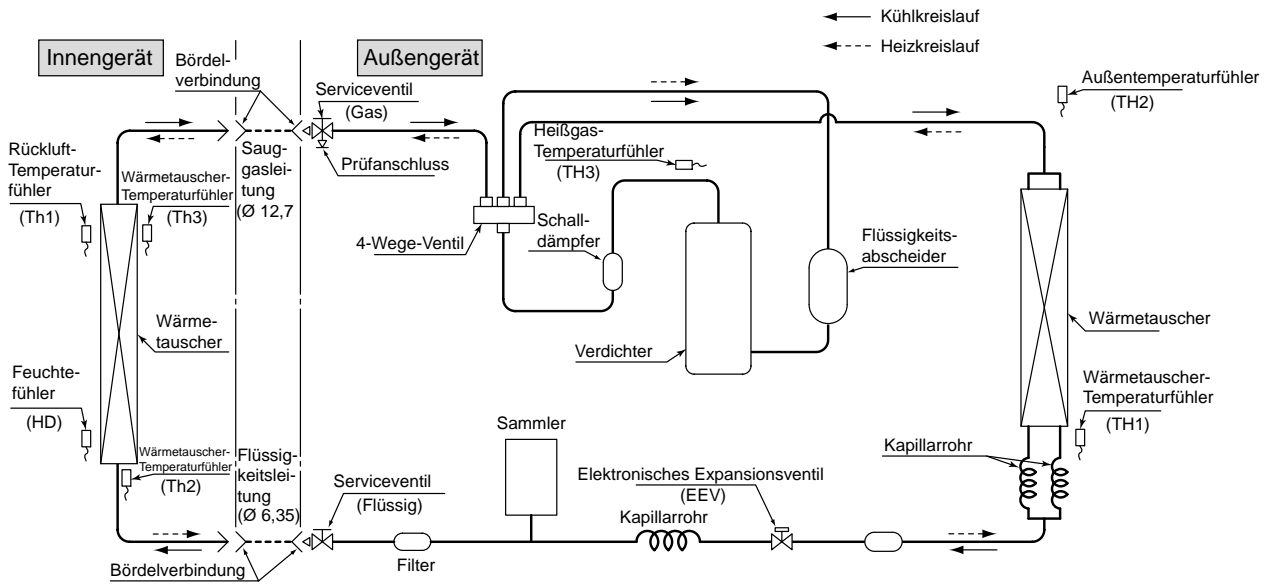 Kühlkreislauf
Heizkreislauf
Innengerät
Außengerät
Bördel-
verbindung
Serviceventil
(Gas)
Prüfanschluss
Außentemperaturfühler
(TH2)
Rückluft-
Temperatur-
fühler
(Th1)
Wärmetauscher-
Temperaturfühler
(Th3)
Saug-
gasleitung
(Ø 12,7
Heißgas-
Temperaturfühler
(TH3)
4-Wege-Ventil
Schall-
dämpfer
Flüssigkeits-
abscheider
Wärme-
tauscher
Verdichter
Wärmetauscher
Feuchte-
fühler
(HD)
Wärmetauscher-
Temperaturfühler
(TH1)
Wärmetauscher-
Temperaturfühler
(Th2)
Flüssig-
keitslei-
tung
(Ø 6,35)
Serviceventil
(Flüssig)
Sammler
Elektronisches Expansionsventil
(EEV)
Kapillarrohr
Kapillarrohr
Filter
Bördelverbindung